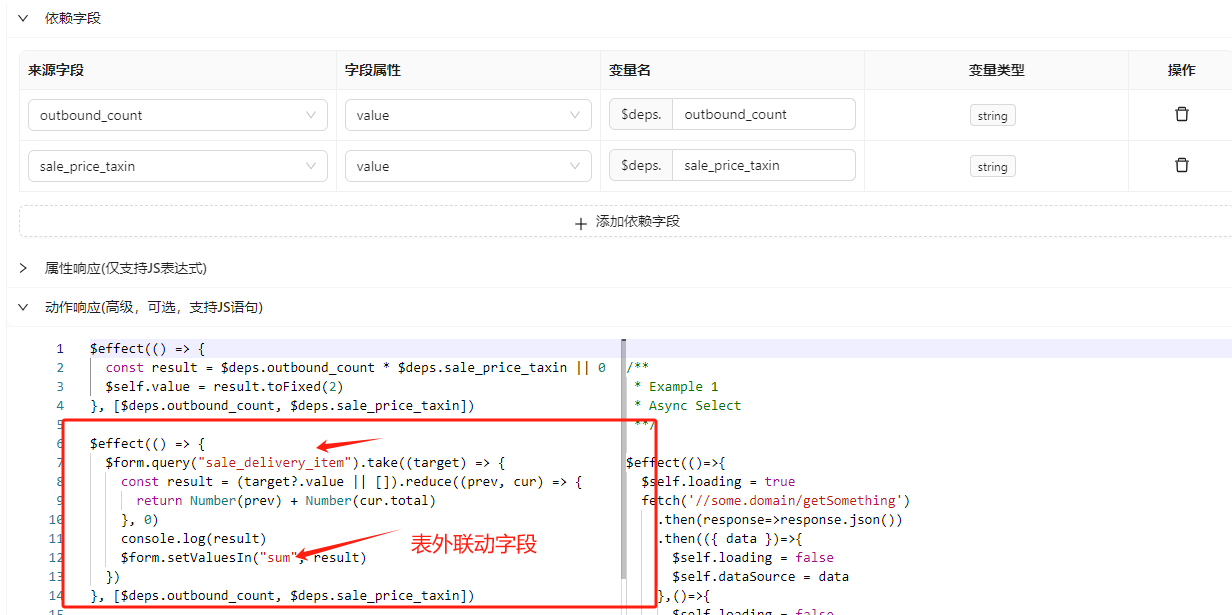 依赖字段
来源字段 字段属性 变量名 变量类型 操作
outbound_count value $deps. outbound_count string
sale_price_taxin value $deps. sale_price_taxin string
+ 添加依赖字段
属性响应(仅支持JS表达式)
动作响应(高级，可选，支持JS语句)
1 $effect(() => {
2 const result = $deps.outbound_count * $deps.sale_price_taxin || 0
3 $self.value = result.toFixed(2)
4 }, [$deps.outbound_count, $deps.sale_price_taxin])
5
6 $effect(() => {
7 $form.query("sale_delivery_item").take((target) => {
8 const result = (target?.value || []).reduce((prev, cur) => {
9 return Number(prev) + Number(cur.total)
10 }, 0)
11 console.log(result)
12 $form.setValuesIn("sum", result)
13 })
14 }, [$deps.outbound_count, $deps.sale_price_taxin])
15
表外联动字段
/**
* Example 1
* Async Select
**/
$effect(()=>{
$self.loading = true
fetch('//some.domain/getSomething')
.then(response=>response.json())
.then(({ data })=>{
$self.loading = false
$self.dataSource = data
},()=>{
$self.loading = false